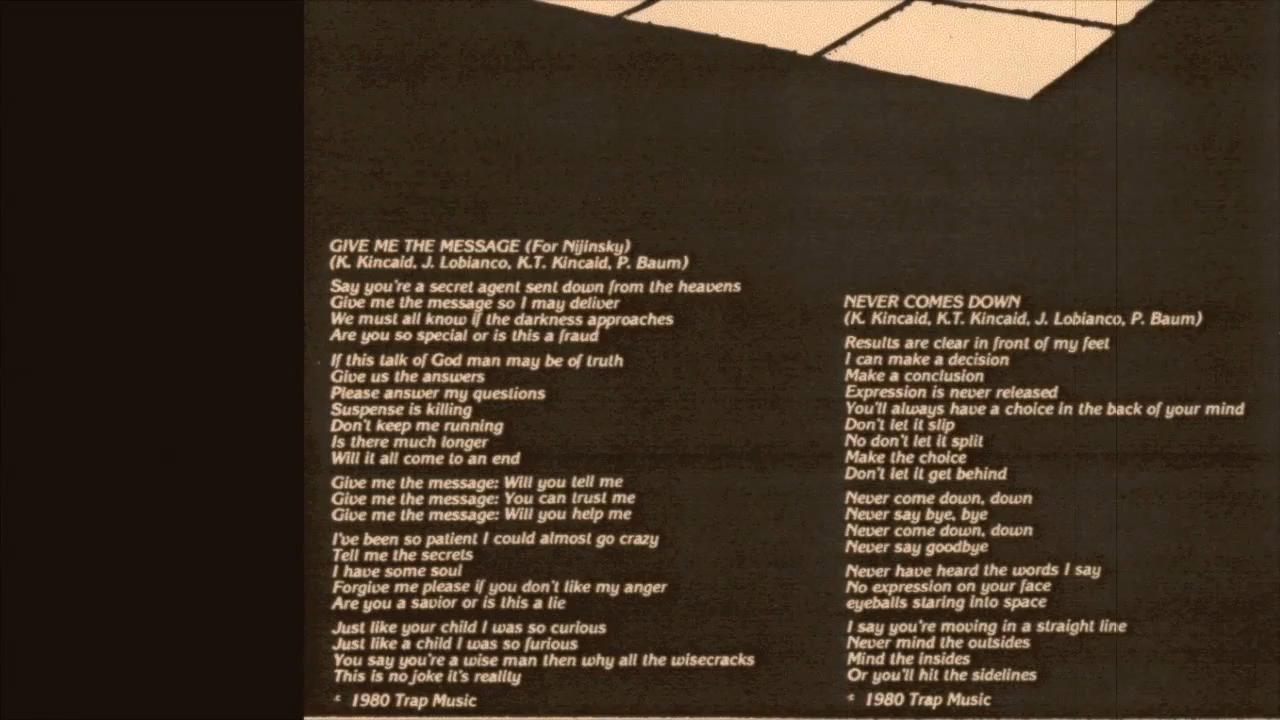 GIVE ME THE MESSAGE (For Nijinsky)
(K. Kincaid, J. Lobianco, K.T. Kincaid, P. Baum)
Say you're a secret agent sent down from the heavens
Give me the message so I may deliver
We must all know if the darkness approaches
Are you so special or is this a fraud
If this talk of God man may be of truth
Give us the answers
Please answer my questions
Suspense is killing
Don't keep me running
Is there much longer
Will it all come to an end
Give me the message: Will you tell me
Give me the message: You can trust me
Give me the message: Will you help me
I've been so patient I could almost go crazy
Tell me the secrets
I have some soul
Forgive me please if you don't like my anger
Are you a savior or is this a lie
Just like your child I was so curious
Just like a child I was so furious
You say you're a wise man then why all the wisecracks
This is no joke it's reality
© 1980 Trap Music
NEVER COMES DOWN
(K. Kincaid, K.T. Kincaid, J. Lobianco, P. Baum)
Results are clear in front of my feet
I can make a decision
Make a conclusion
Expression is never released
You'll always have a choice in the back of your mind
Don't let it slip
No don't let it split
Make the choice
Don't let it get behind
Never come down, down
Never say bye, bye
Never come down, down
Never say goodbye
Never have heard the words I say
No expression on your face
eyeballs staring into space
I say you're moving in a straight line
Never mind the outsides
Mind the insides
Or you'll hit the sidelines
© 1980 Trap Music